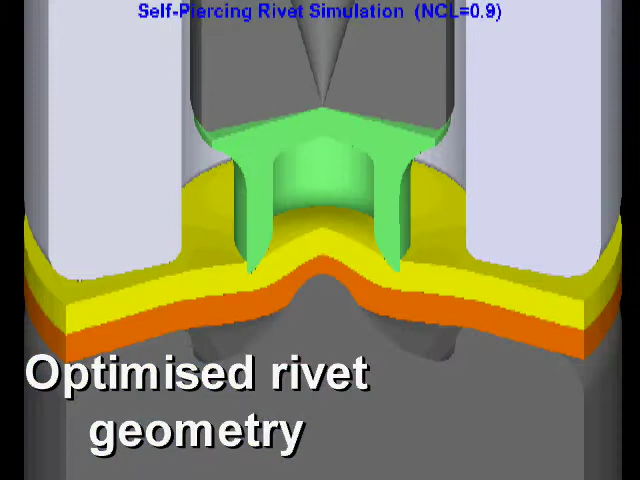 Self-Piercing Rivet Simulation (NCL=0.9)
Optimised rivet
geometry